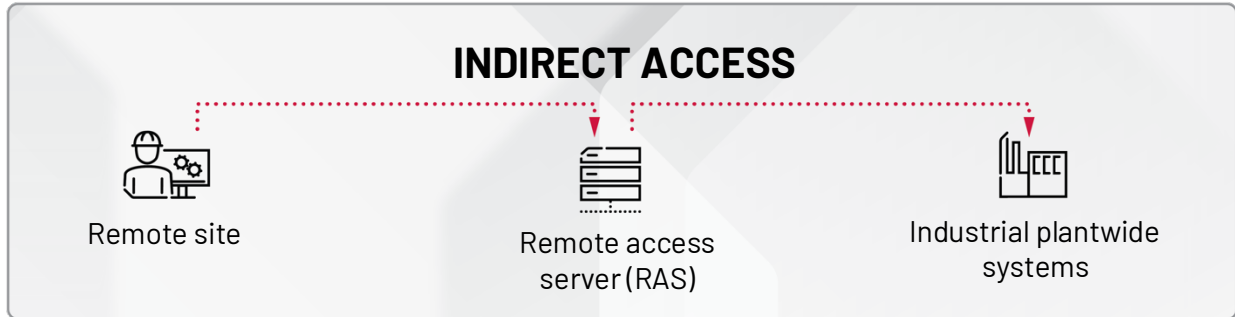 INDIRECT ACCESS
Remote site
Remote access
server (RAS)
Industrial plantwide
systems